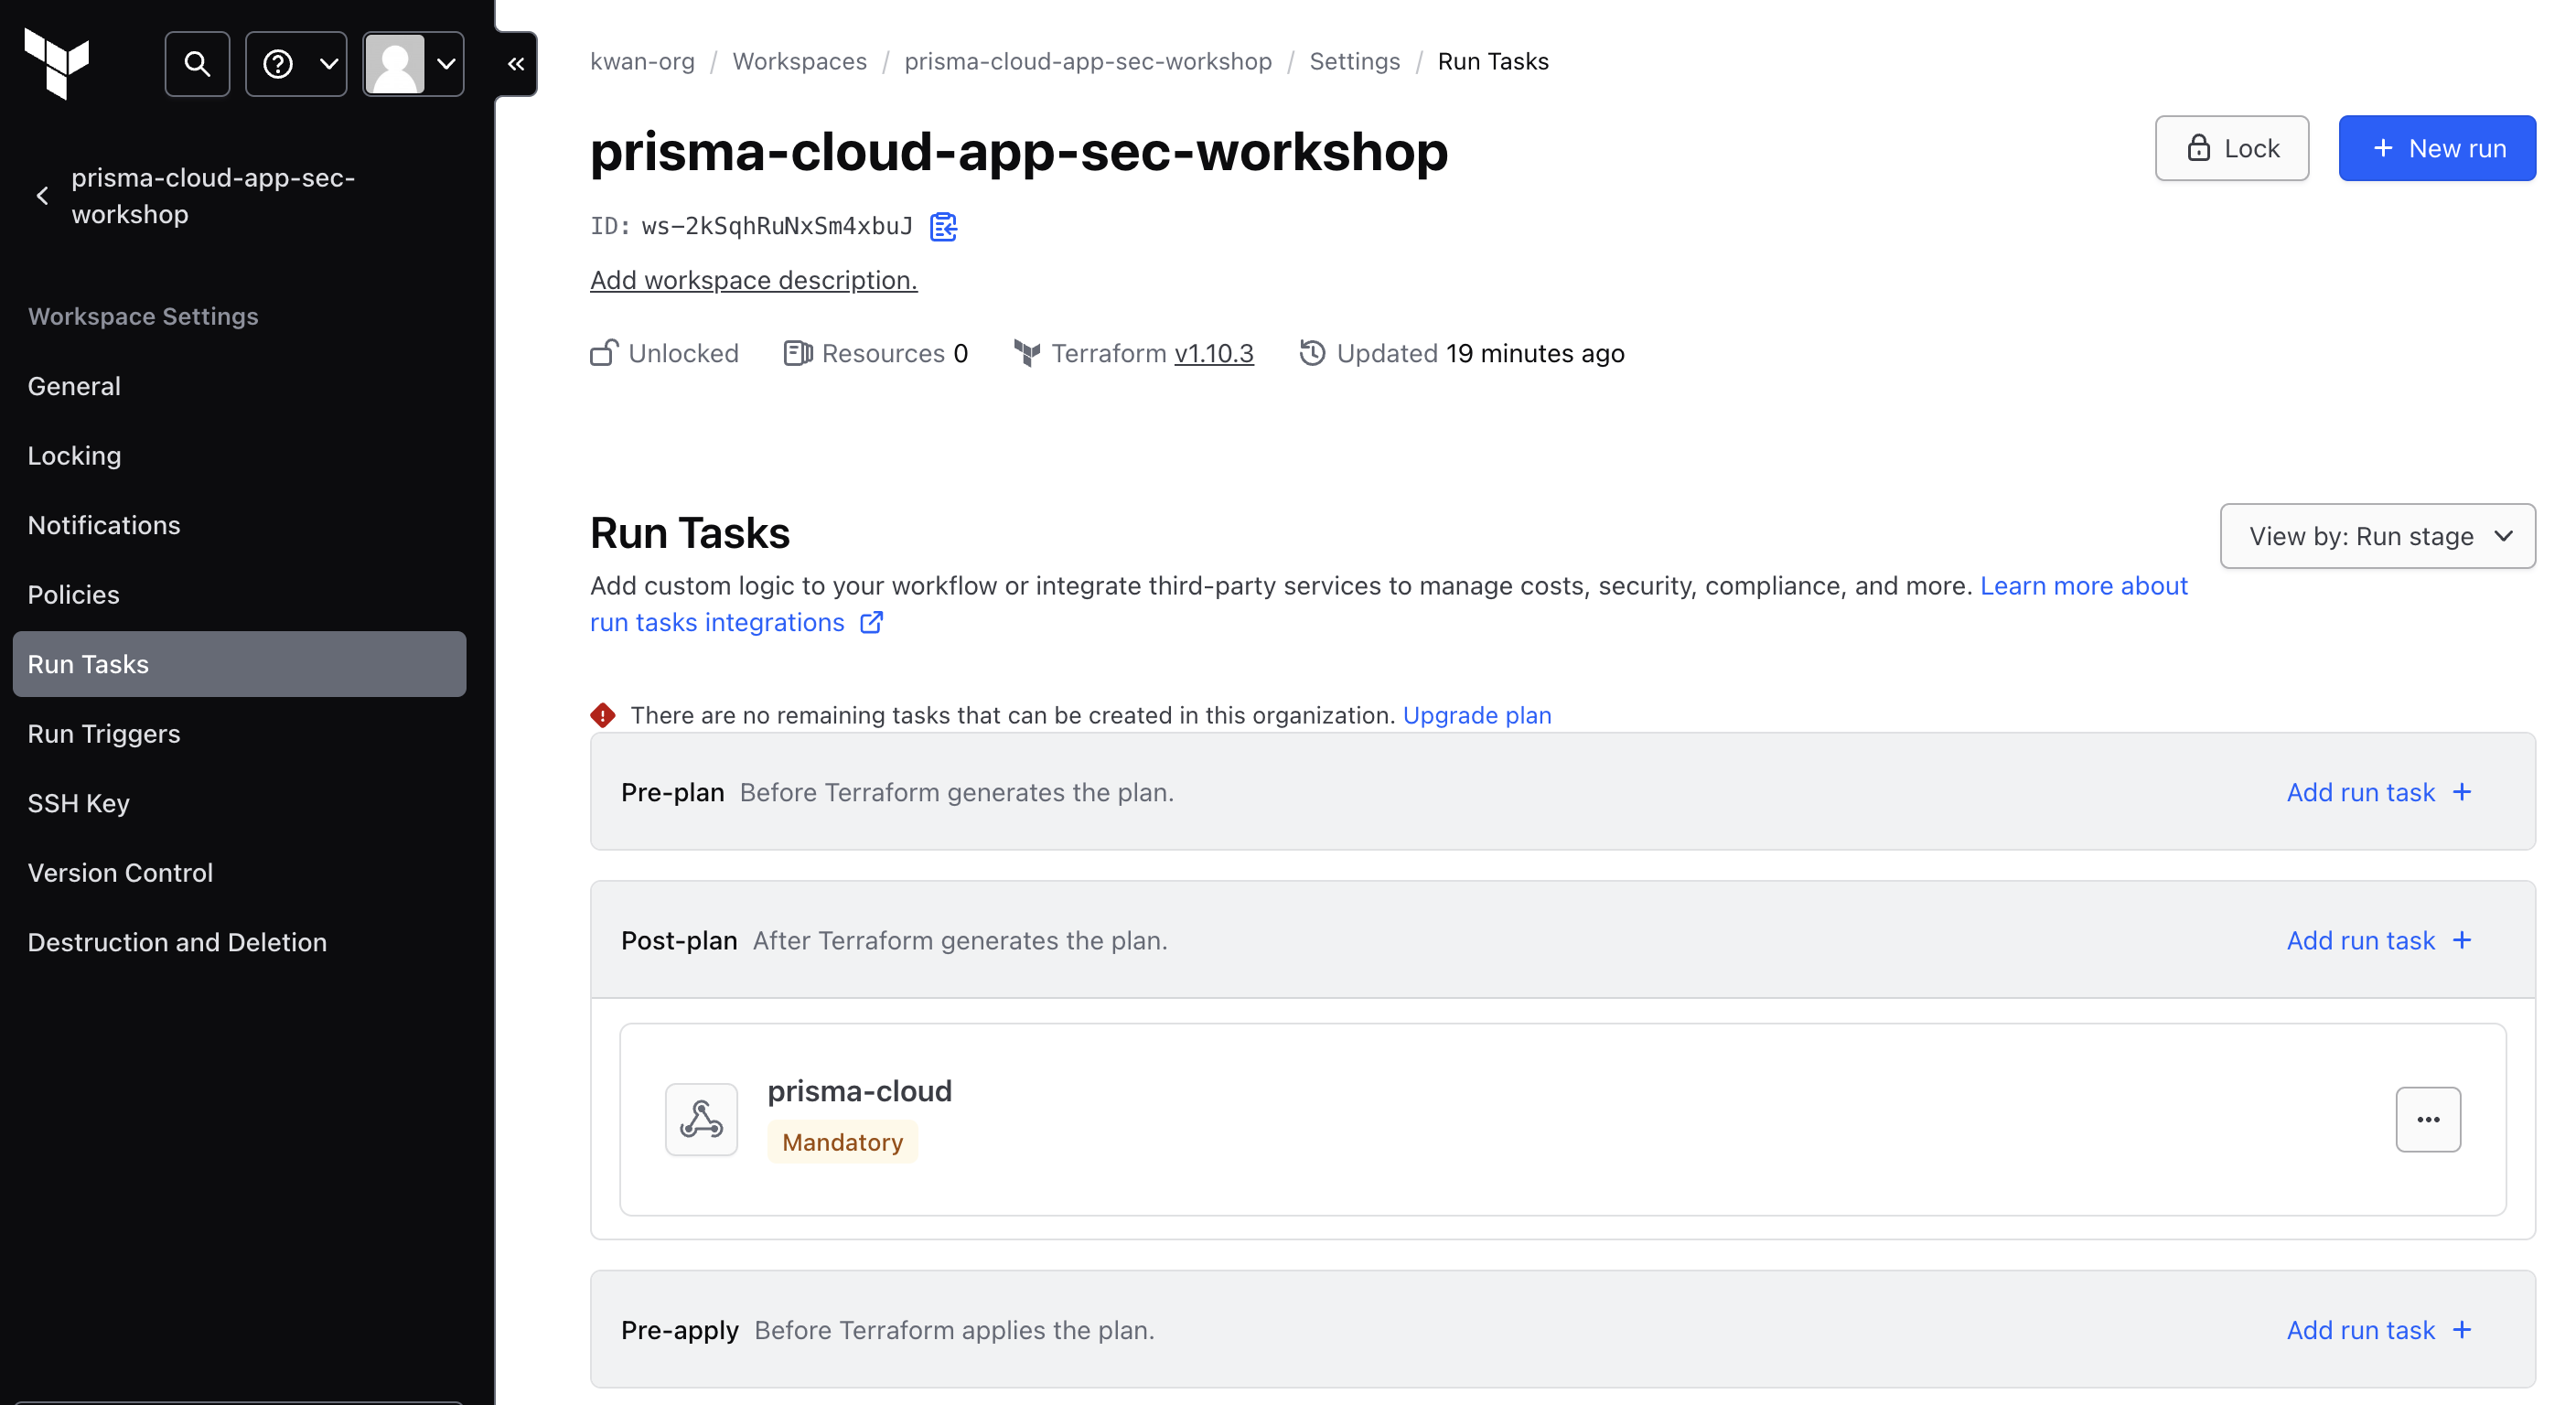 prisma-cloud-app-sec-
workshop
Workspace Settings
General
Locking
Notifications
Policies
Run Tasks
Run Triggers
SSH Key
Version Control
Destruction and Deletion
kwan-org / Workspaces / prisma-cloud-app-sec-workshop / Settings / Run Tasks
prisma-cloud-app-sec-workshop
Lock
+ New run
ID: ws-2kSqhRuNxSm4xbuJ
Add workspace description.
Unlocked Resources 0 Terraform v1.10.3 Updated 19 minutes ago
Run Tasks
View by: Run stage
Add custom logic to your workflow or integrate third-party services to manage costs, security, compliance, and more. Learn more about
run tasks integrations
There are no remaining tasks that can be created in this organization. Upgrade plan
Pre-plan Before Terraform generates the plan. Add run task +
Post-plan After Terraform generates the plan. Add run task +
prisma-cloud
Mandatory
Pre-apply Before Terraform applies the plan. Add run task +